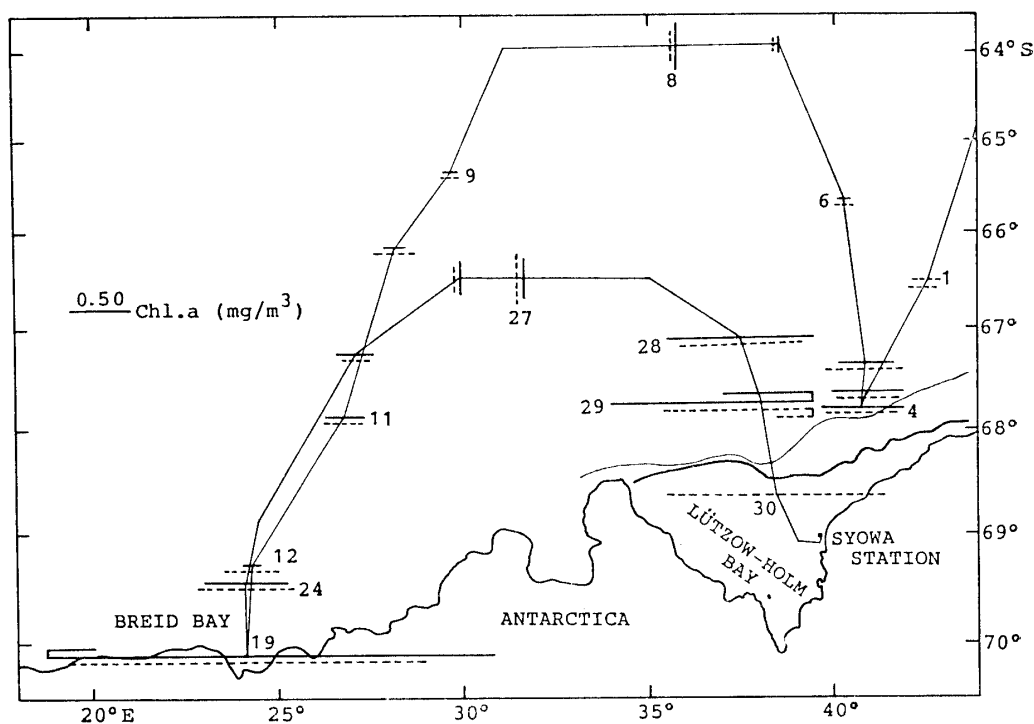 64°S
8
65°
9
6
66°
1
0.50
Chl.a (mg/m³)
27
67°
28
29
4
11
68°
30
LÜTZOW-HOLM
BAY
SYOWA
STATION
69°
12
24
BREID BAY
19
ANTARCTICA
70°
20°E
25°
30°
35°
40°